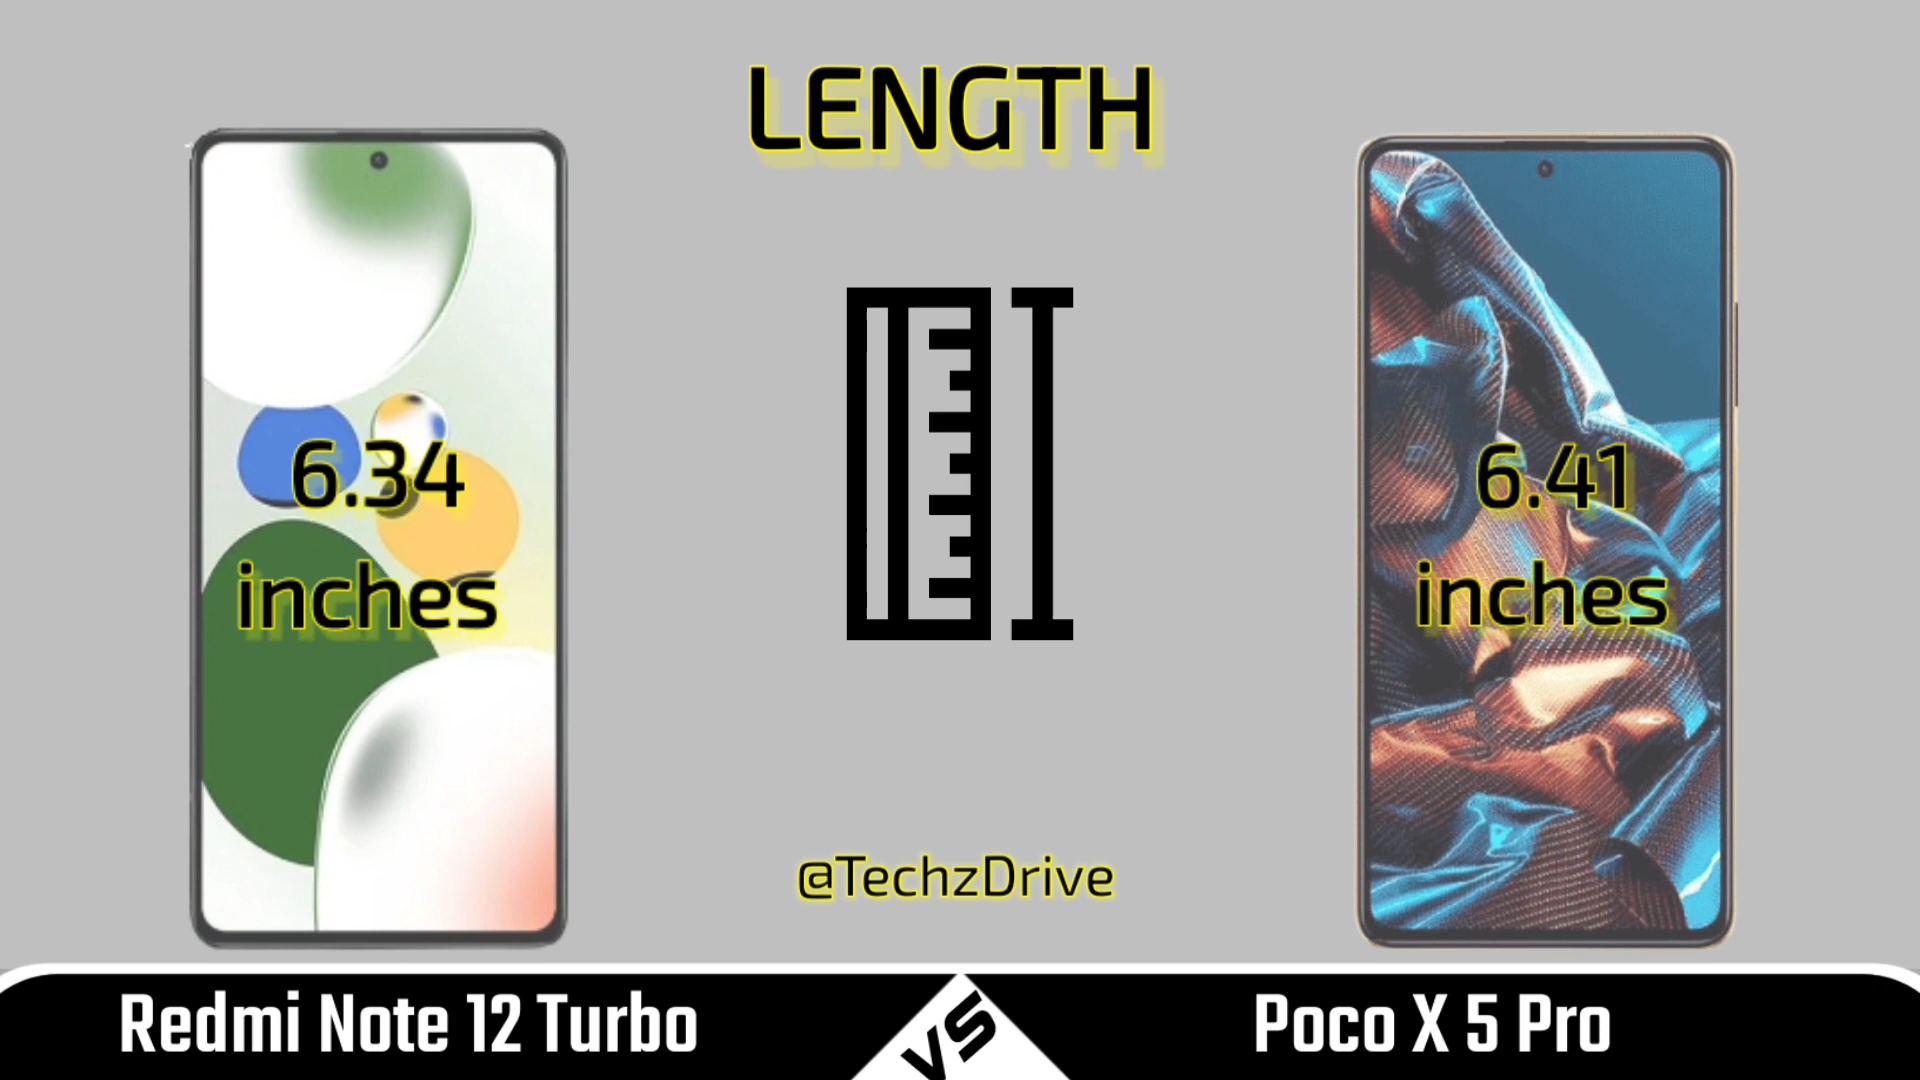 LENGTH
6.34
inches
6.41
inches
@TechzDrive
Redmi Note 12 Turbo
VS
Poco X 5 Pro